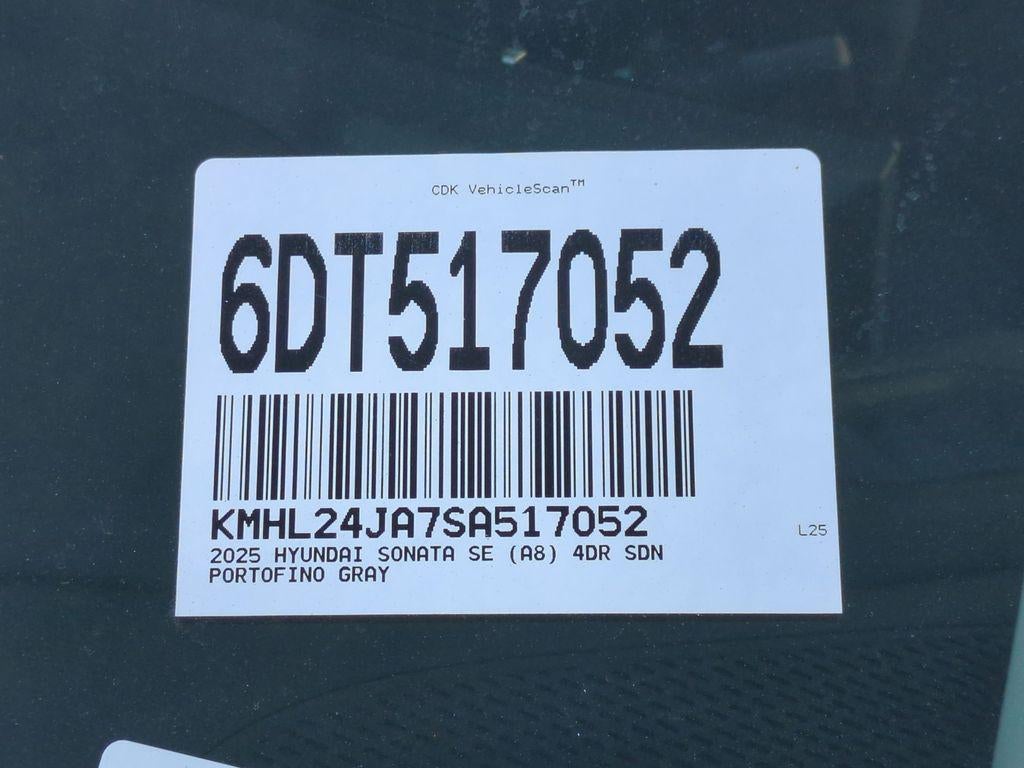 CDK VehicleScan™
6DT517052
KMHL24JA7SA517052
2025 HYUNDAI SONATA SE (A8) 4DR SDN
PORTOFINO GRAY
L25